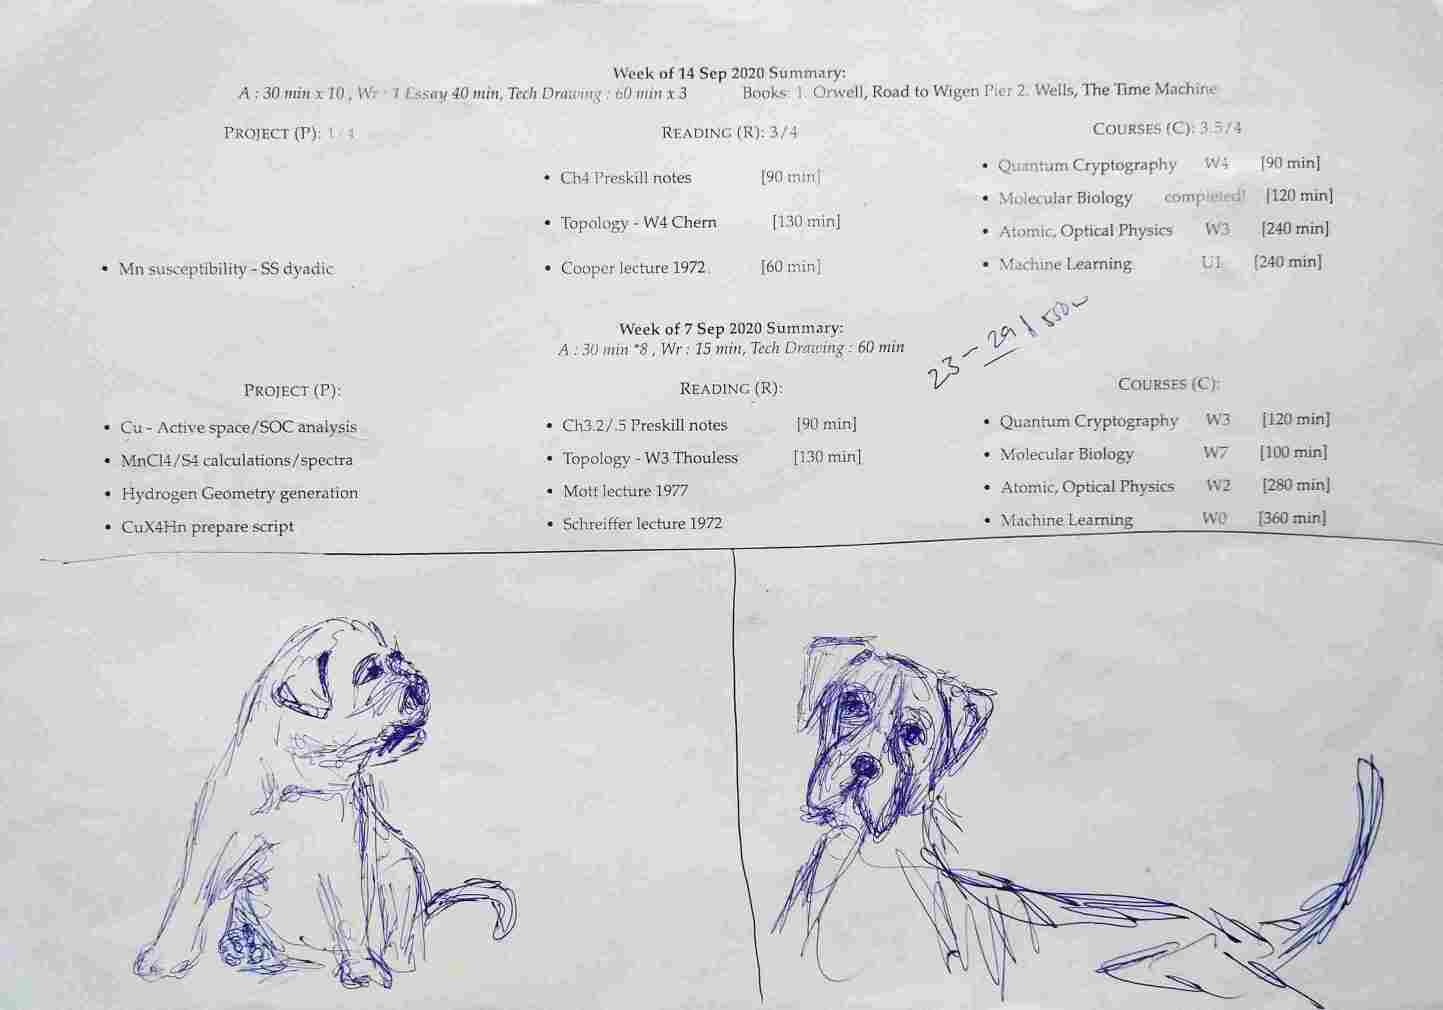 Week of 14 Sep 2020 Summary:
A : 30 min x 10 , Wr : 1 Essay 40 min, Tech Drawing : 60 min x 3 Books: 1. Orwell, Road to Wigen Pier 2. Wells, The Time Machine
PROJECT (P): 1/4
• Mn susceptibility - SS dyadic
READING (R): 3/4
• Ch4 Preskill notes [90 min]
• Topology - W4 Chern [130 min]
• Cooper lecture 1972. [60 min]
COURSES (C): 3.5/4
• Quantum Cryptography W4 [90 min]
• Molecular Biology completed! [120 min]
• Atomic, Optical Physics W3 [240 min]
• Machine Learning U1 [240 min]
Week of 7 Sep 2020 Summary:
A : 30 min *8 , Wr : 15 min, Tech Drawing : 60 min
23 - 29
PROJECT (P):
• Cu - Active space/SOC analysis
• MnCl4/S4 calculations/spectra
• Hydrogen Geometry generation
• CuX4Hn prepare script
READING (R):
• Ch3.2/.5 Preskill notes [90 min]
• Topology - W3 Thouless [130 min]
• Mott lecture 1977
• Schreiffer lecture 1972
COURSES (C):
• Quantum Cryptography W3 [120 min]
• Molecular Biology W7 [100 min]
• Atomic, Optical Physics W2 [280 min]
• Machine Learning W0 [360 min]